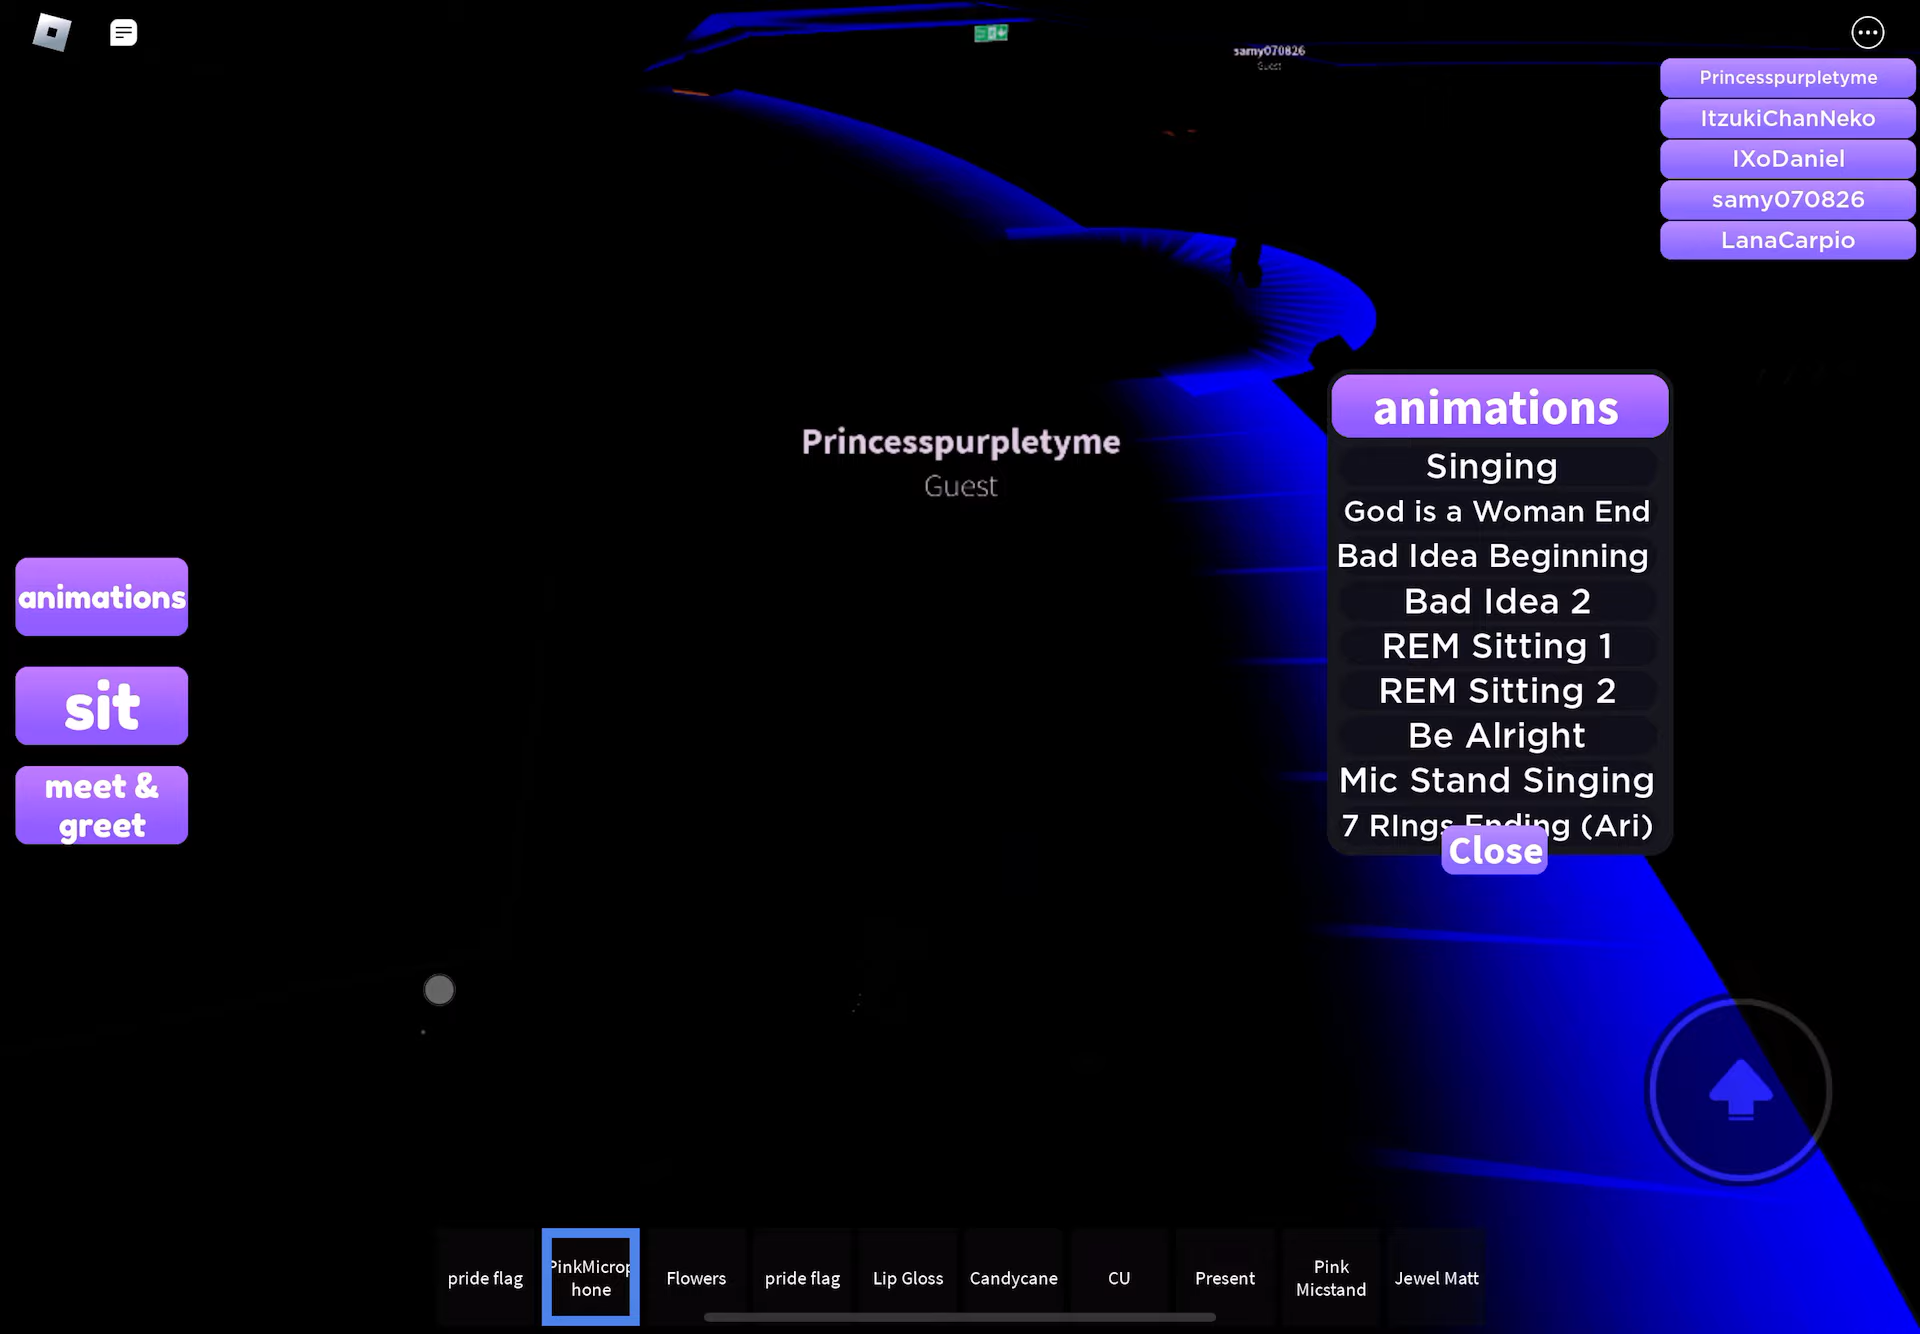 samy070826
Guest
Princesspurpletyme
ItzukiChanNeko
IXoDaniel
samy070826
LanaCarpio
Princesspurpletyme
Guest
animations
Singing
God is a Woman End
Bad Idea Beginning
Bad Idea 2
REM Sitting 1
REM Sitting 2
Be Alright
Mic Stand Singing
7 RIngs Ending (Ari)
Close
animations
sit
meet &
greet
pride flag
PinkMicrop
hone
Flowers
pride flag
Lip Gloss
Candycane
CU
Present
Pink
Micstand
Jewel Matt